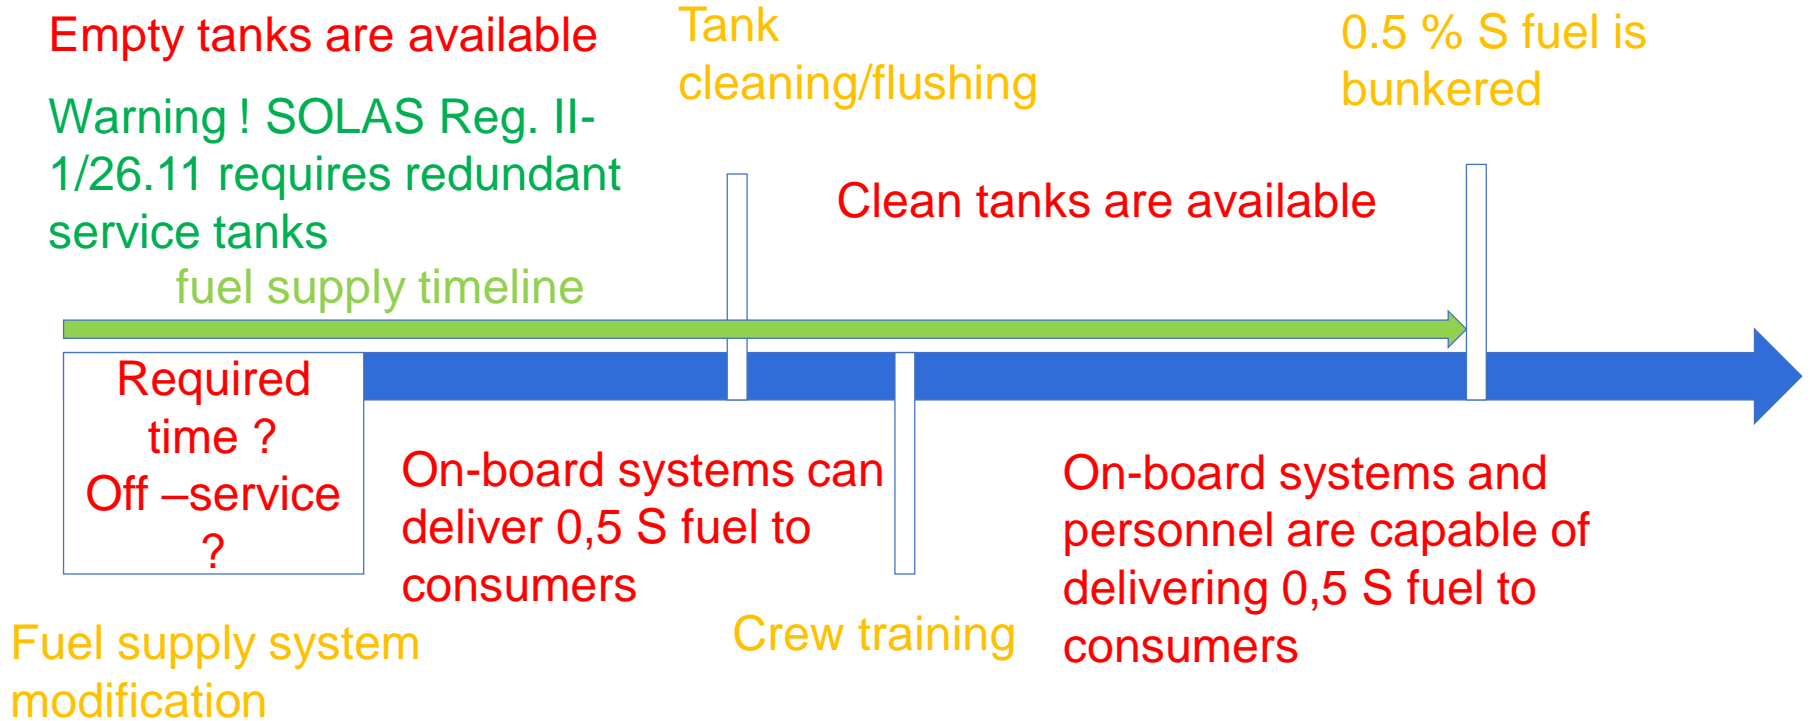 Empty tanks are available
Warning ! SOLAS Reg. II-
1/26.11 requires redundant
service tanks
fuel supply timeline
Tank
cleaning/flushing
Clean tanks are available
0.5 % S fuel is
bunkered
Required
time ?
Off –service
?
On-board systems can
deliver 0,5 S fuel to
consumers
On-board systems and
personnel are capable of
delivering 0,5 S fuel to
consumers
Fuel supply system
modification
Crew training